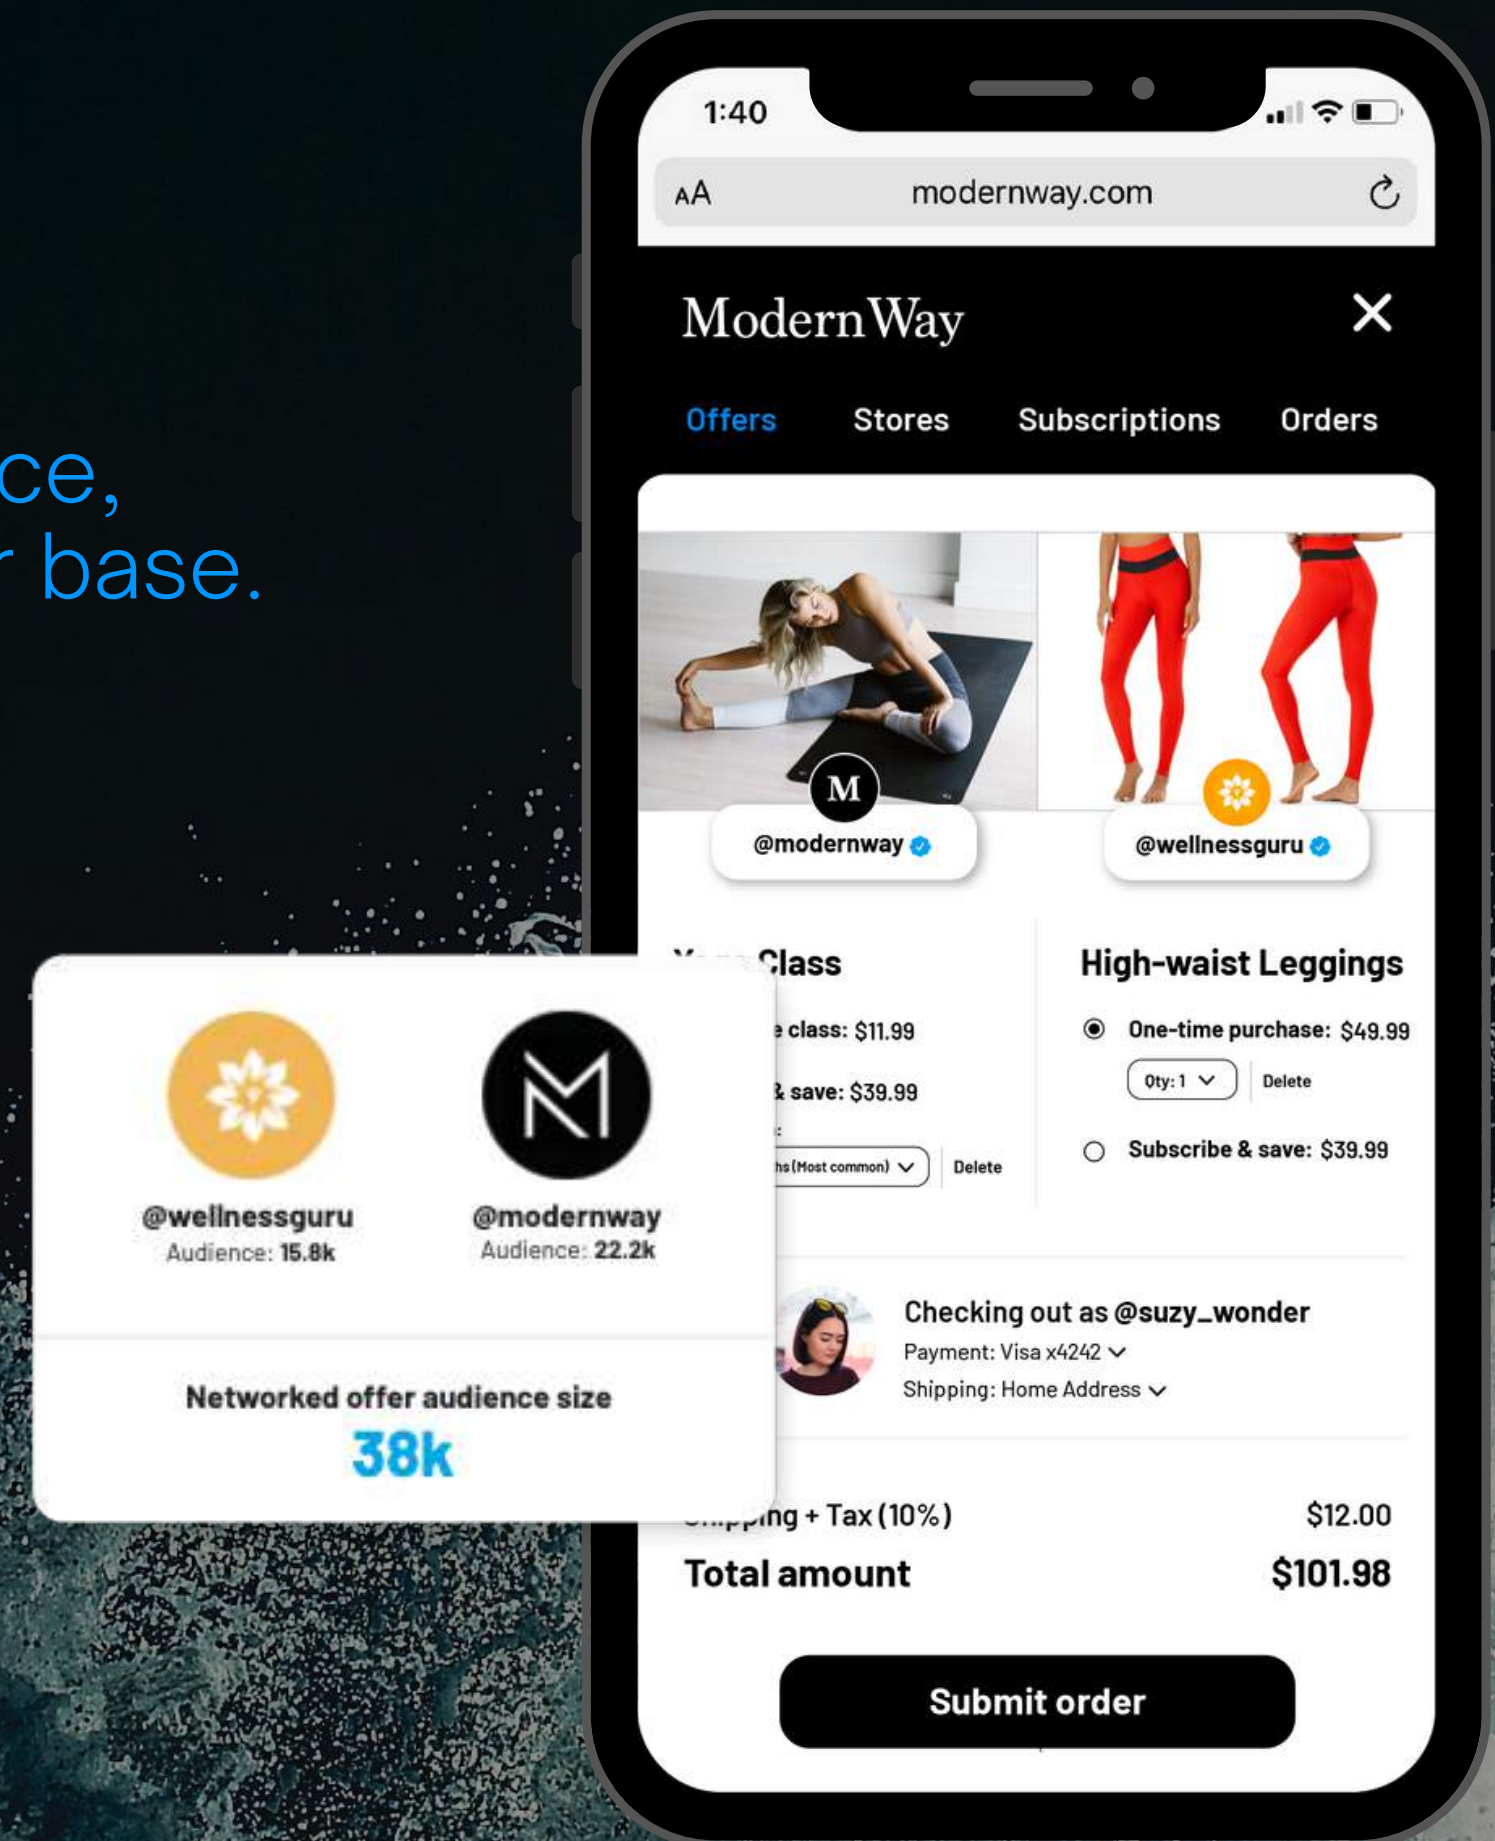 ce,
r base.
1:40
AA
modernway.com
ModernWay
Offers Stores Subscriptions Orders
M
@modernway
@wellnessguru
Class
High-waist Leggings
class: $11.99
& save: $39.99
(Most common)
Delete
One-time purchase: $49.99
Qty: 1
Delete
Subscribe & save: $39.99
@wellnessguru
Audience: 15.8k
@modernway
Audience: 22.2k
Networked offer audience size
38k
Checking out as @suzy_wonder
Payment: Visa x4242
Shipping: Home Address
Shipping + Tax (10%) $12.00
Total amount $101.98
Submit order